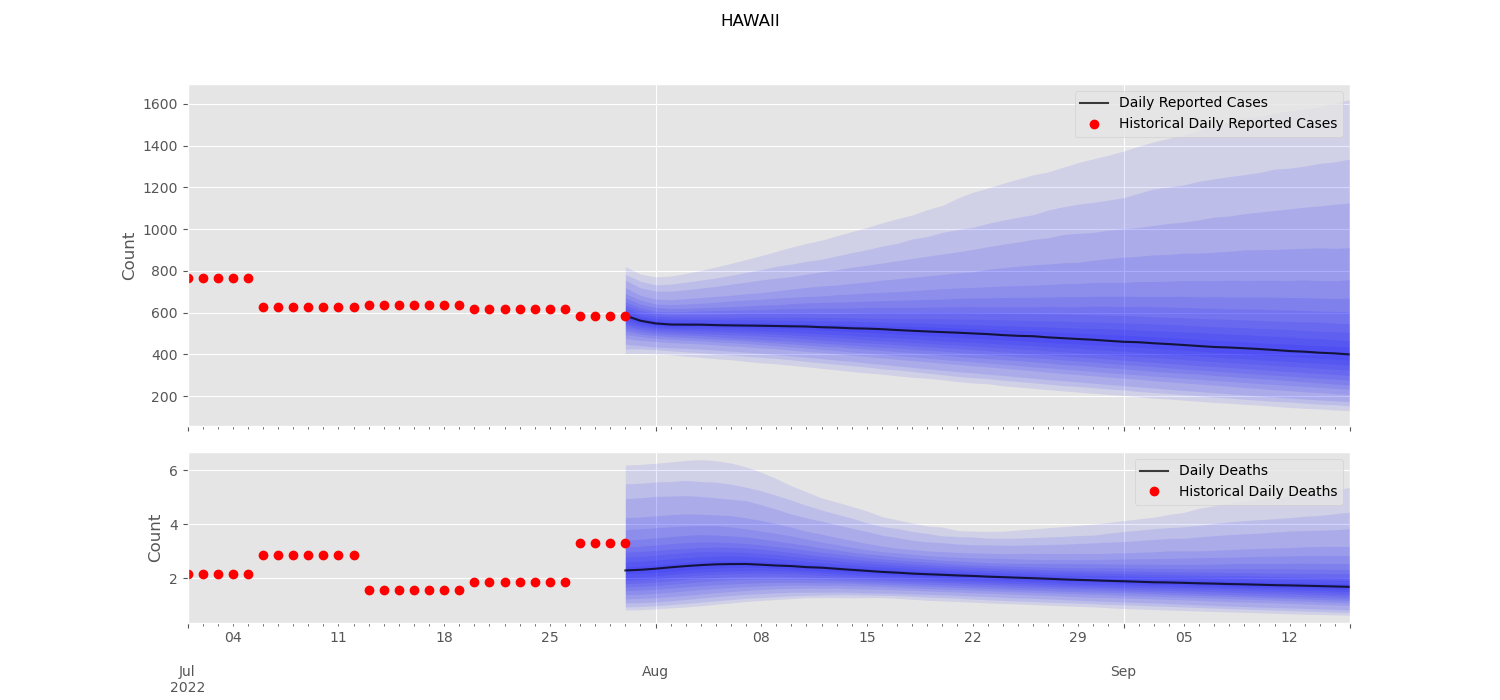 HAWAII
1600
1400
1200
1000
800
600
400
200
Count
Daily Reported Cases
Historical Daily Reported Cases
6
4
2
Count
Daily Deaths
Historical Daily Deaths
04 11 18 25 08 15 22 29 05 12
Jul Aug Sep
2022